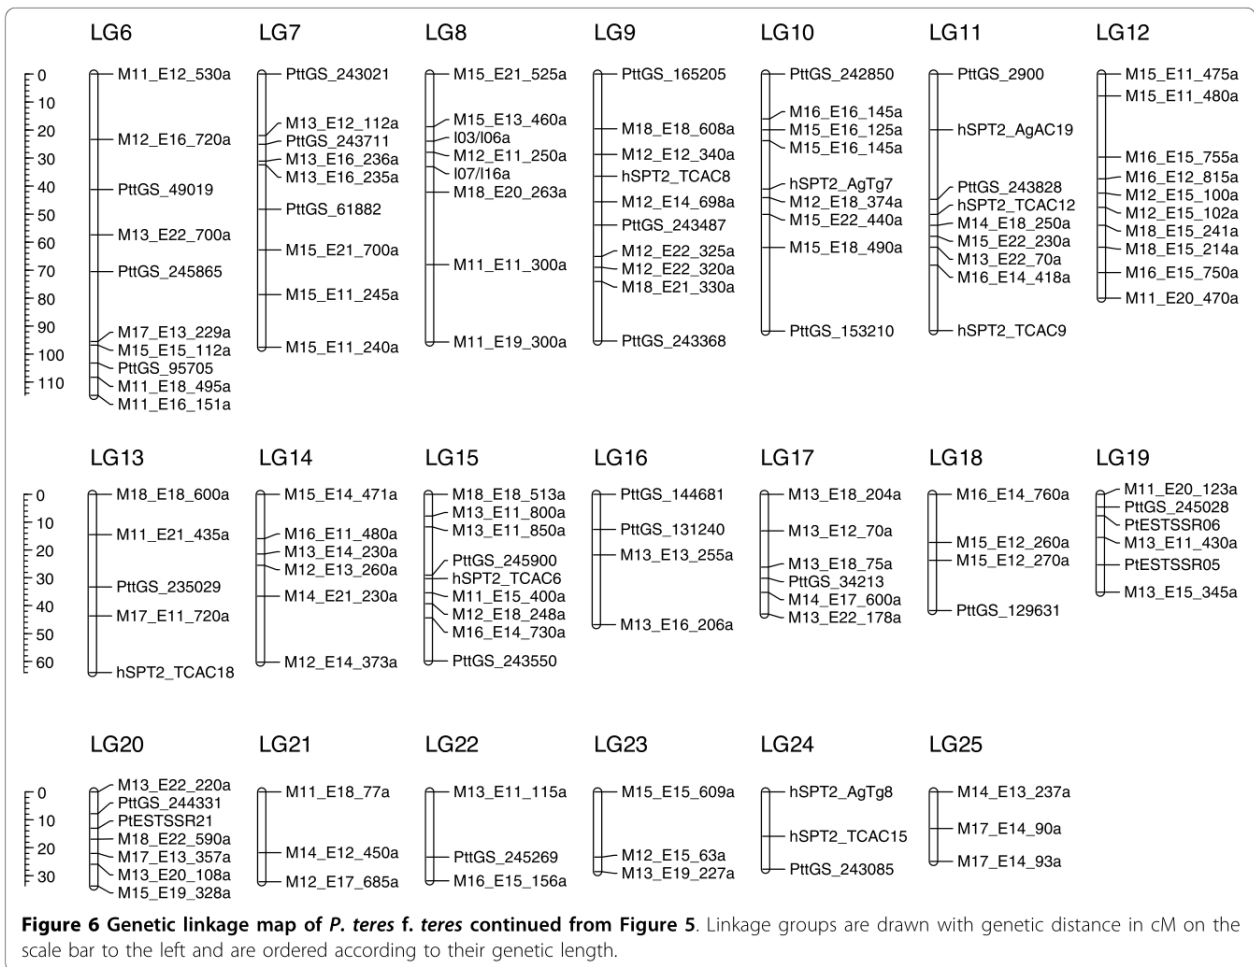 LG6 LG7 LG8 LG9 LG10 LG11 LG12
0
10
20
30
40
50
60
70
80
90
100
110
M11_E12_530a
M12_E16_720a
PttGS_49019
M13_E22_700a
PttGS_245865
M17_E13_229a
M15_E15_112a
PttGS_95705
M11_E18_495a
M11_E16_151a
PttGS_243021
M13_E12_112a
PttGS_243711
M13_E16_236a
M13_E16_235a
PttGS_61882
M15_E21_700a
M15_E11_245a
M15_E11_240a
M15_E21_525a
M15_E13_460a
I03/I06a
M12_E11_250a
I07/I16a
M18_E20_263a
M11_E11_300a
M11_E19_300a
PttGS_165205
M18_E18_608a
M12_E12_340a
hSPT2_TCAC8
M12_E14_698a
PttGS_243487
M12_E22_325a
M12_E22_320a
M18_E21_330a
PttGS_243368
PttGS_242850
M16_E16_145a
M15_E16_125a
M15_E16_145a
hSPT2_AgTg7
M12_E18_374a
M15_E22_440a
M15_E18_490a
PttGS_153210
PttGS_2900
hSPT2_AgAC19
PttGS_243828
hSPT2_TCAC12
M14_E18_250a
M15_E22_230a
M13_E22_70a
M16_E14_418a
hSPT2_TCAC9
M15_E11_475a
M15_E11_480a
M16_E15_755a
M16_E12_815a
M12_E15_100a
M12_E15_102a
M18_E15_241a
M18_E15_214a
M16_E15_750a
M11_E20_470a
LG13 LG14 LG15 LG16 LG17 LG18 LG19
0
10
20
30
40
50
60
M18_E18_600a
M11_E21_435a
PttGS_235029
M17_E11_720a
hSPT2_TCAC18
M15_E14_471a
M16_E11_480a
M13_E14_230a
M12_E13_260a
M14_E21_230a
M12_E14_373a
M18_E18_513a
M13_E11_800a
M13_E11_850a
PttGS_245900
hSPT2_TCAC6
M11_E15_400a
M12_E18_248a
M16_E14_730a
PttGS_243550
PttGS_144681
PttGS_131240
M13_E13_255a
M13_E16_206a
M13_E18_204a
M13_E12_70a
M13_E18_75a
PttGS_34213
M14_E17_600a
M13_E22_178a
M16_E14_760a
M15_E12_260a
M15_E12_270a
PttGS_129631
M11_E20_123a
PttGS_245028
PtESTSSR06
M13_E11_430a
PtESTSSR05
M13_E15_345a
LG20 LG21 LG22 LG23 LG24 LG25
0
10
20
30
M13_E22_220a
PttGS_244331
PtESTSSR21
M18_E22_590a
M17_E13_357a
M13_E20_108a
M15_E19_328a
M11_E18_77a
M14_E12_450a
M12_E17_685a
M13_E11_115a
PttGS_245269
M16_E15_156a
M15_E15_609a
M12_E15_63a
M13_E19_227a
hSPT2_AgTg8
hSPT2_TCAC15
PttGS_243085
M14_E13_237a
M17_E14_90a
M17_E14_93a
Figure 6 Genetic linkage map of P. teres f. teres continued from Figure 5. Linkage groups are drawn with genetic distance in cM on the
scale bar to the left and are ordered according to their genetic length.